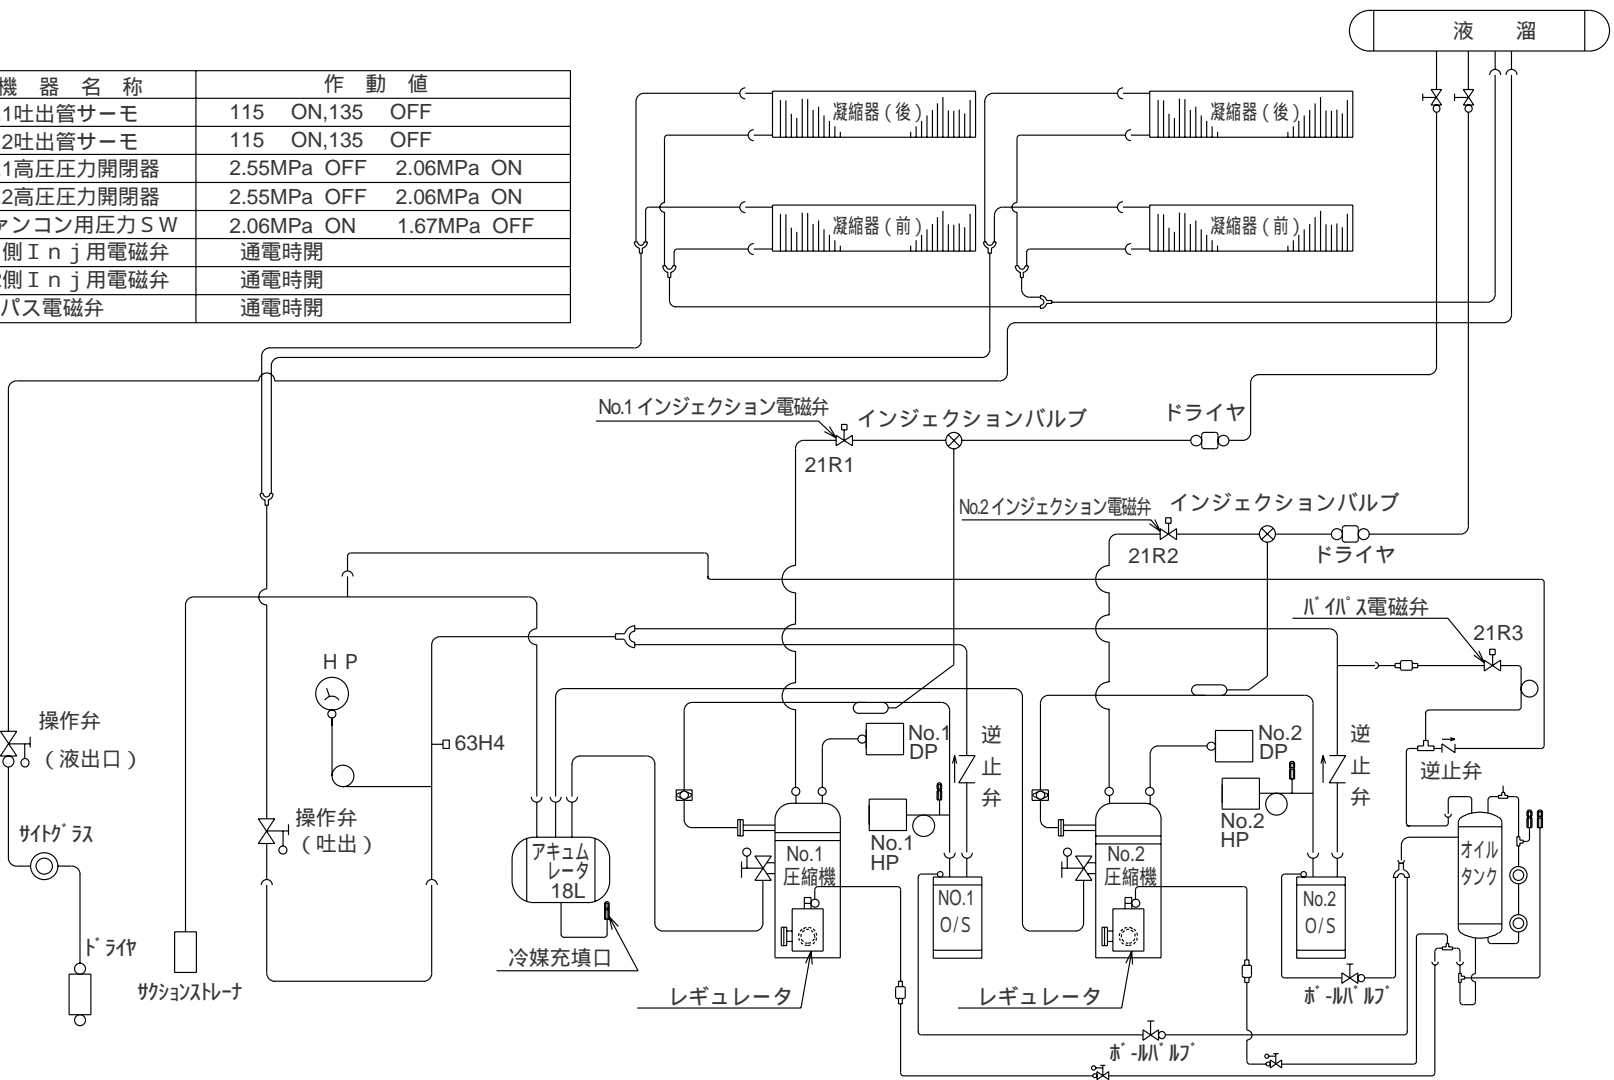 液 溜
機 器 名 称 作 動 値
1吐出管サーモ 115 ON,135 OFF
2吐出管サーモ 115 ON,135 OFF
1高圧圧力開閉器 2.55MPa OFF 2.06MPa ON
2高圧圧力開閉器 2.55MPa OFF 2.06MPa ON
ァンコン用圧力ＳＷ 2.06MPa ON 1.67MPa OFF
側Ｉｎｊ用電磁弁 通電時開
側Ｉｎｊ用電磁弁 通電時開
パス電磁弁 通電時開
凝縮器(後)
凝縮器(後)
凝縮器(前)
凝縮器(前)
No.1インジェクション電磁弁
インジェクションバルブ
ドライヤ
21R1
No.2インジェクション電磁弁
インジェクションバルブ
21R2
ドライヤ
バイパス電磁弁
21R3
ＨＰ
操作弁
(液出口)
63H4
No.1
DP
逆
止
弁
No.2
DP
逆
止
弁
逆止弁
サイトグラス
操作弁
(吐出)
アキュム
レータ
18L
No.1
圧縮機
No.1
HP
NO.1
O/S
No.2
圧縮機
No.2
HP
No.2
O/S
オイル
タンク
ドライヤ
サクションストレーナ
冷媒充填口
レギュレータ
レギュレータ
ボールバルブ
ボールバルブ